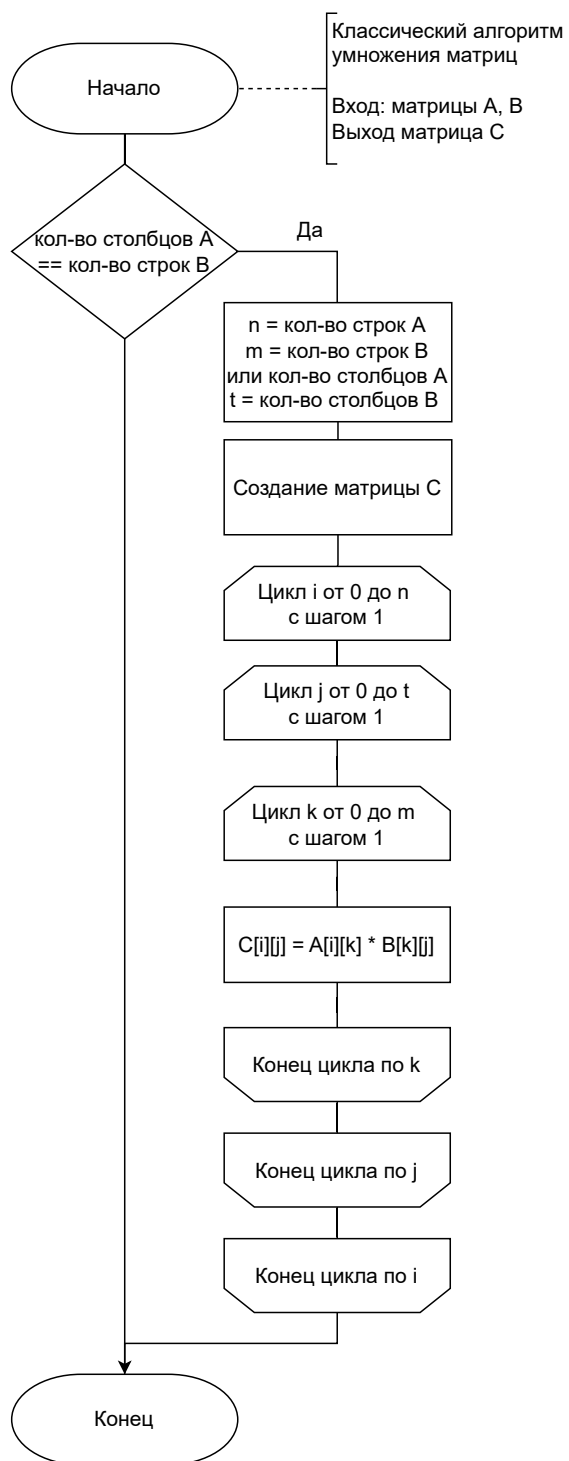 Начало
Классический алгоритм
умножения матриц
Вход: матрицы A, B
Выход матрица C
кол-во столбцов A
== кол-во строк B
Да
n = кол-во строк A
m = кол-во строк B
или кол-во столбцов A
t = кол-во столбцов B
Создание матрицы C
Цикл i от 0 до n
с шагом 1
Цикл j от 0 до t
с шагом 1
Цикл k от 0 до m
с шагом 1
C[i][j] = A[i][k] * B[k][j]
Конец цикла по k
Конец цикла по j
Конец цикла по i
Конец